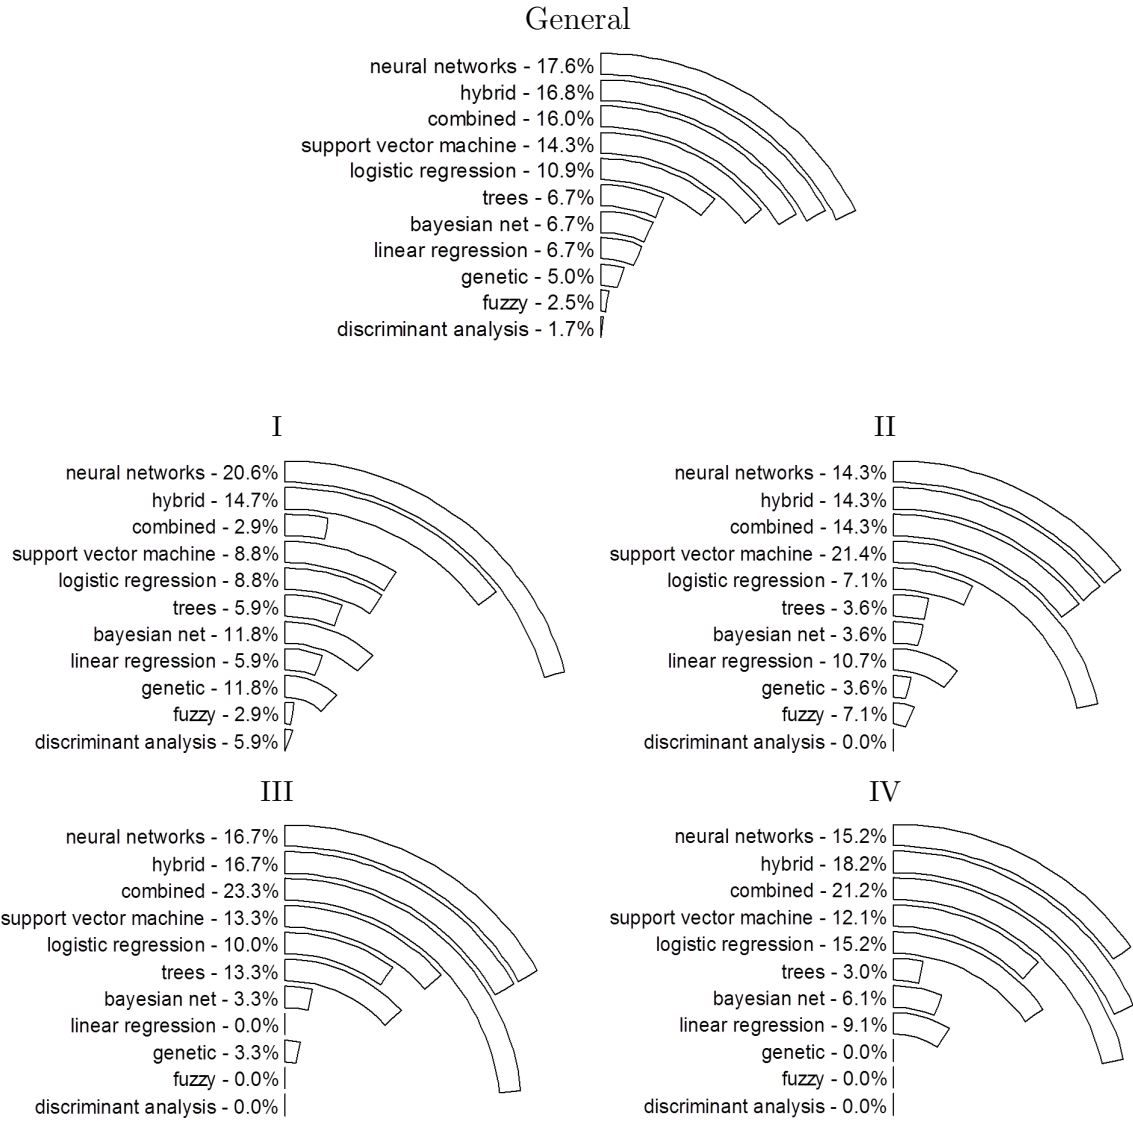 General
neural networks - 17.6%
hybrid - 16.8%
combined - 16.0%
support vector machine - 14.3%
logistic regression - 10.9%
trees - 6.7%
bayesian net - 6.7%
linear regression - 6.7%
genetic - 5.0%
fuzzy - 2.5%
discriminant analysis - 1.7%
I
neural networks - 20.6%
hybrid - 14.7%
combined - 2.9%
support vector machine - 8.8%
logistic regression - 8.8%
trees - 5.9%
bayesian net - 11.8%
linear regression - 5.9%
genetic - 11.8%
fuzzy - 2.9%
discriminant analysis - 5.9%
II
neural networks - 14.3%
hybrid - 14.3%
combined - 14.3%
support vector machine - 21.4%
logistic regression - 7.1%
trees - 3.6%
bayesian net - 3.6%
linear regression - 10.7%
genetic - 3.6%
fuzzy - 7.1%
discriminant analysis - 0.0%
III
neural networks - 16.7%
hybrid - 16.7%
combined - 23.3%
support vector machine - 13.3%
logistic regression - 10.0%
trees - 13.3%
bayesian net - 3.3%
linear regression - 0.0%
genetic - 3.3%
fuzzy - 0.0%
discriminant analysis - 0.0%
IV
neural networks - 15.2%
hybrid - 18.2%
combined - 21.2%
support vector machine - 12.1%
logistic regression - 15.2%
trees - 3.0%
bayesian net - 6.1%
linear regression - 9.1%
genetic - 0.0%
fuzzy - 0.0%
discriminant analysis - 0.0%